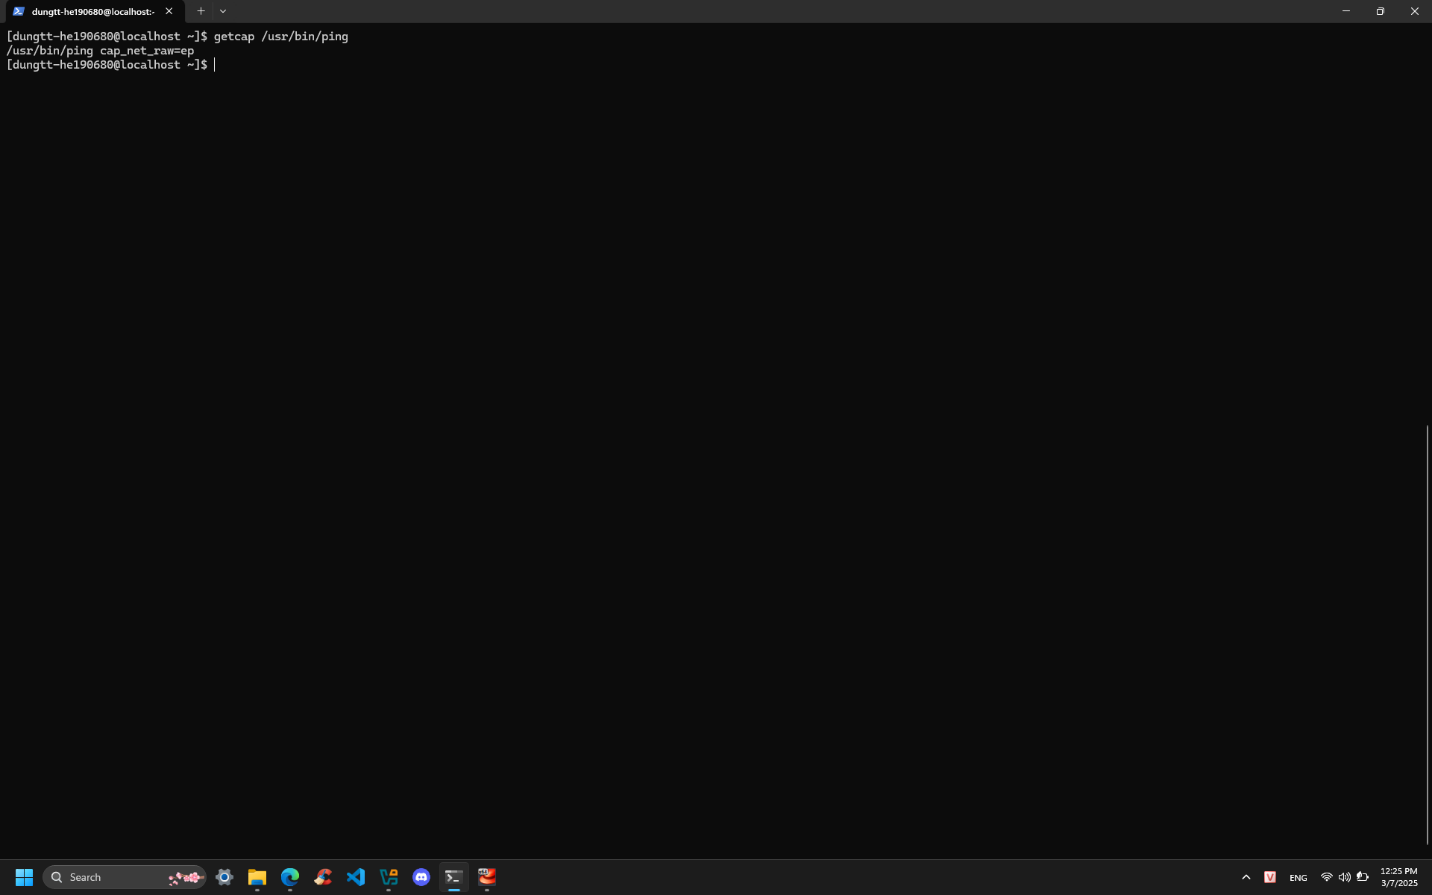 dungtt-he190680@localhost:~
[dungtt-he190680@localhost ~]$ getcap /usr/bin/ping
/usr/bin/ping cap_net_raw=ep
[dungtt-he190680@localhost ~]$
Search
ENG
12:25 PM
3/7/2025